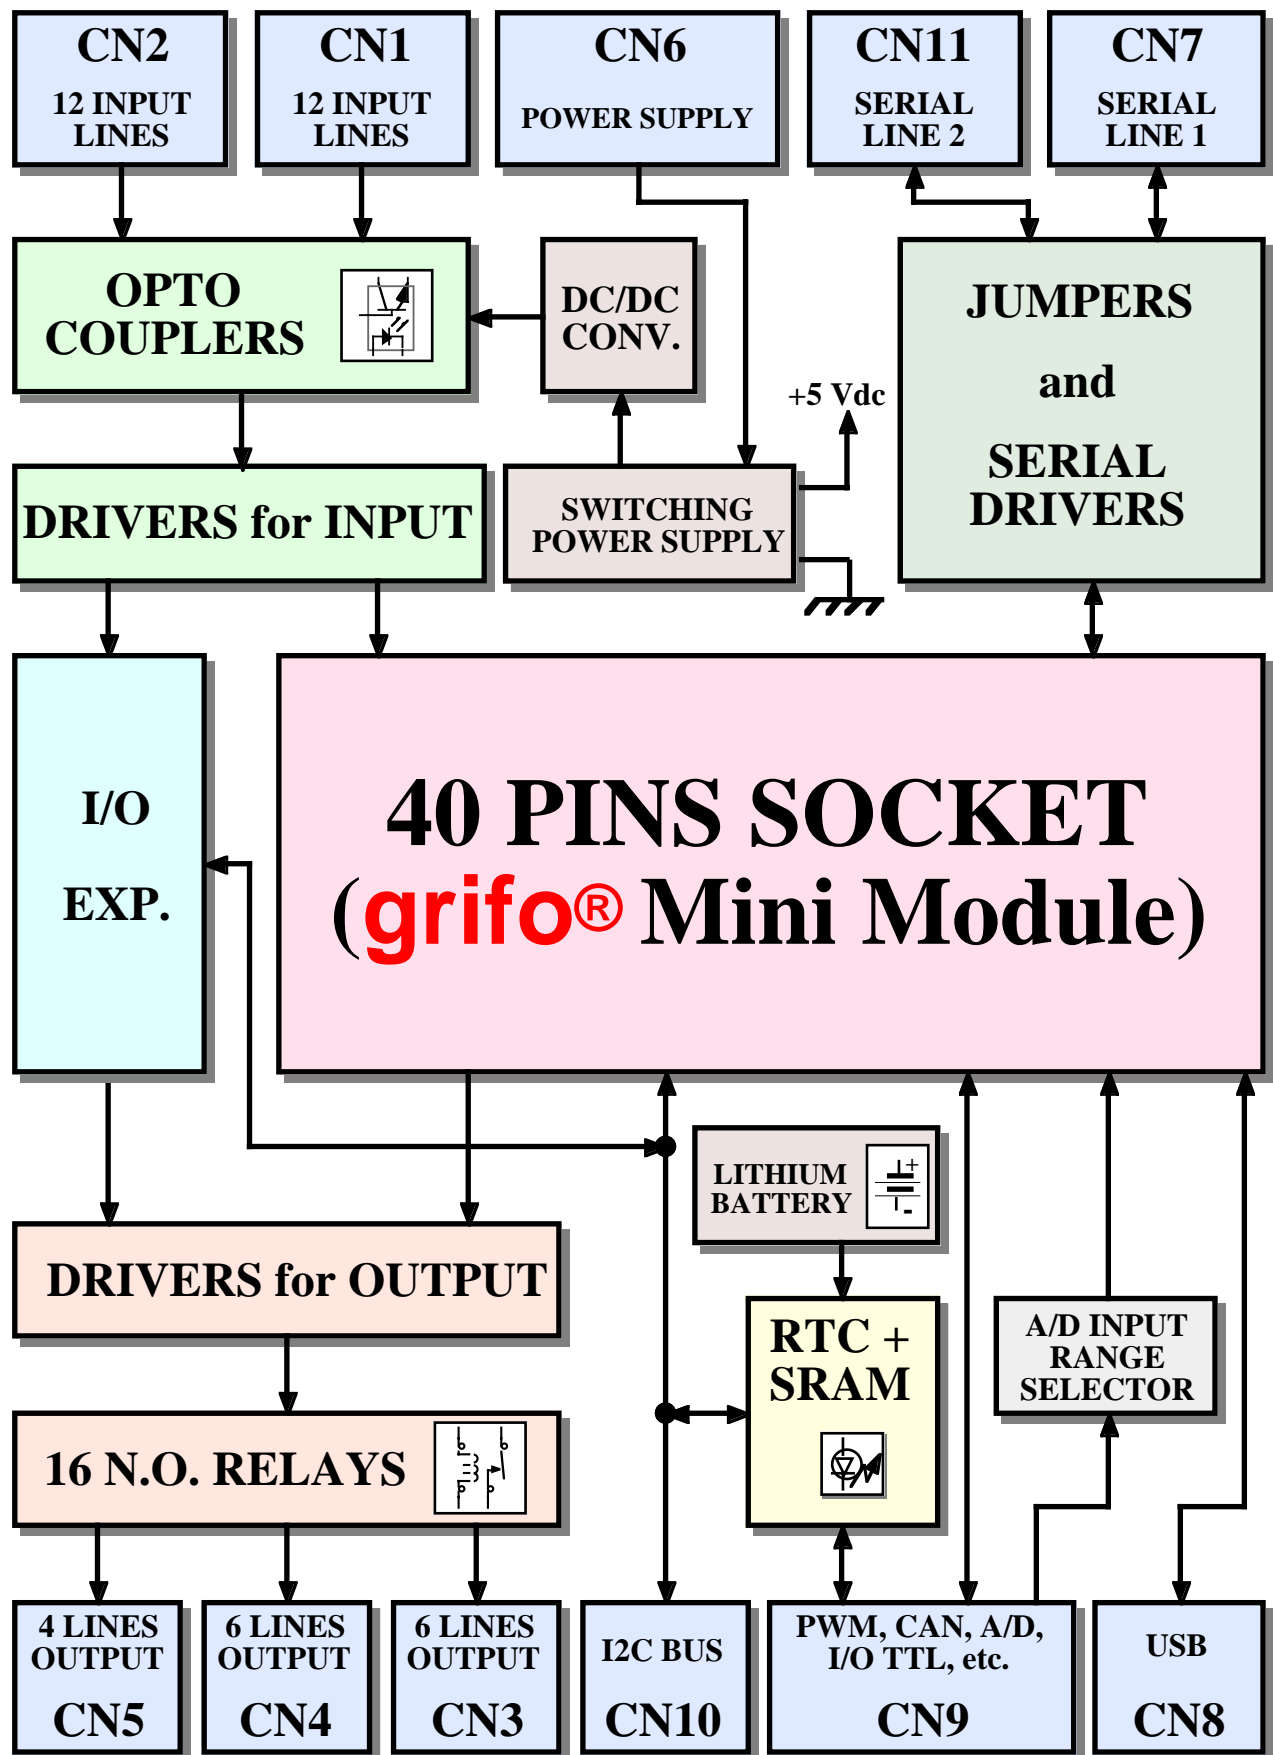 CN2
12 INPUT
LINES
CN1
12 INPUT
LINES
CN6
POWER SUPPLY
CN11
SERIAL
LINE 2
CN7
SERIAL
LINE 1
OPTO
COUPLERS
DC/DC
CONV.
+5 Vdc
JUMPERS
and
SERIAL
DRIVERS
DRIVERS for INPUT
SWITCHING
POWER SUPPLY
I/O
EXP.
40 PINS SOCKET
(grifo® Mini Module)
LITHIUM
BATTERY
+
-
DRIVERS for OUTPUT
RTC +
SRAM
A/D INPUT
RANGE
SELECTOR
16 N.O. RELAYS
4 LINES
OUTPUT
CN5
6 LINES
OUTPUT
CN4
6 LINES
OUTPUT
CN3
I2C BUS
CN10
PWM, CAN, A/D,
I/O TTL, etc.
CN9
USB
CN8